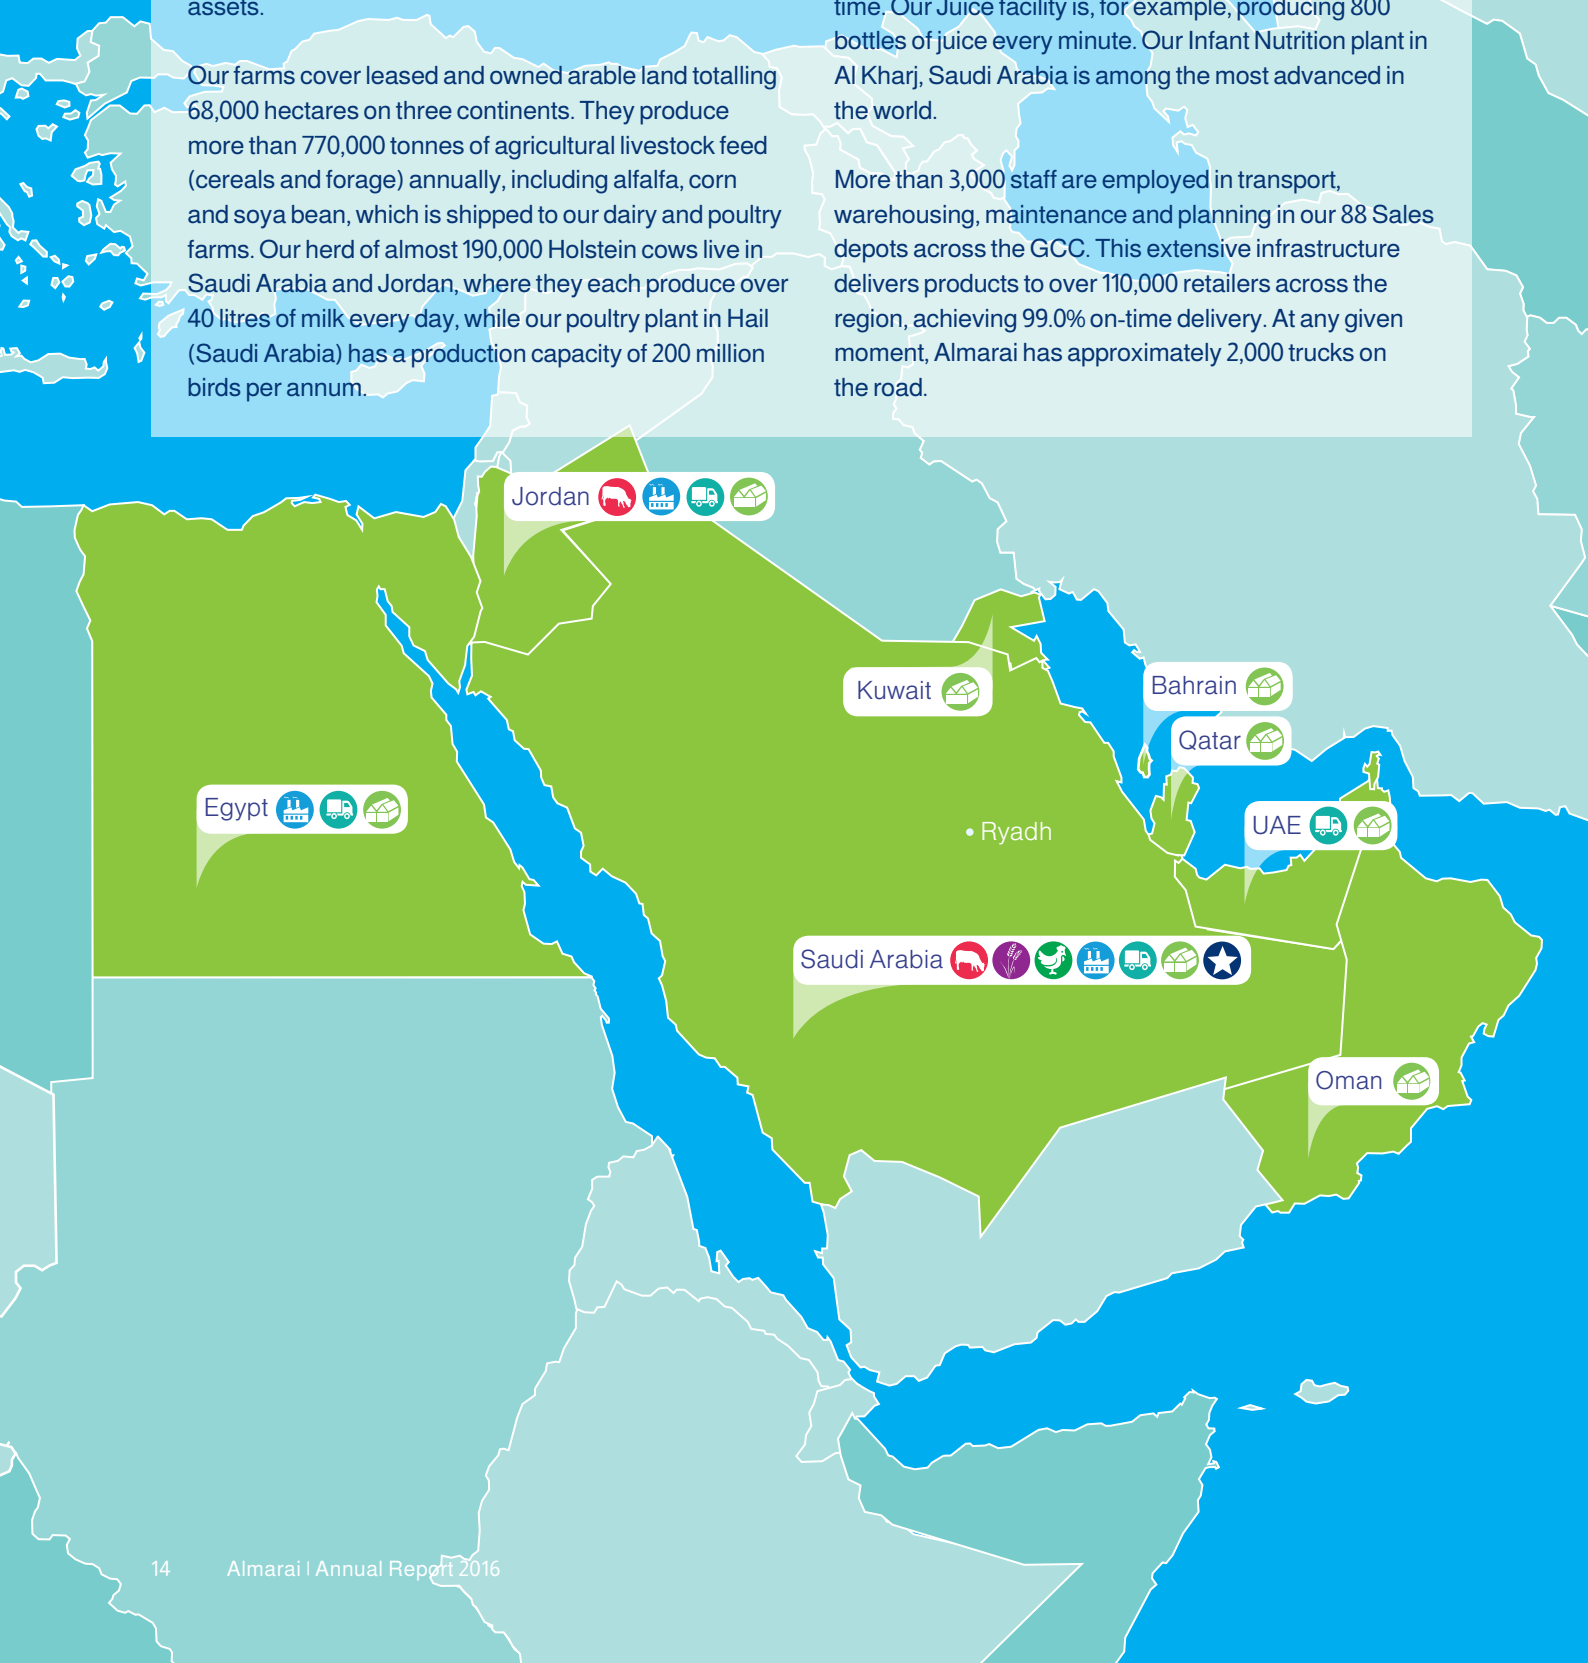 assets.
Our farms cover leased and owned arable land totalling
68,000 hectares on three continents. They produce
more than 770,000 tonnes of agricultural livestock feed
(cereals and forage) annually, including alfalfa, corn
and soya bean, which is shipped to our dairy and poultry
farms. Our herd of almost 190,000 Holstein cows live in
Saudi Arabia and Jordan, where they each produce over
40 litres of milk every day, while our poultry plant in Hail
(Saudi Arabia) has a production capacity of 200 million
birds per annum.
time. Our Juice facility is, for example, producing 800
bottles of juice every minute. Our Infant Nutrition plant in
Al Kharj, Saudi Arabia is among the most advanced in
the world.
More than 3,000 staff are employed in transport,
warehousing, maintenance and planning in our 88 Sales
depots across the GCC. This extensive infrastructure
delivers products to over 110,000 retailers across the
region, achieving 99.0% on-time delivery. At any given
moment, Almarai has approximately 2,000 trucks on
the road.
Jordan
Kuwait
Bahrain
Qatar
Egypt
UAE
Ryadh
Saudi Arabia
Oman
14 Almarai | Annual Report 2016